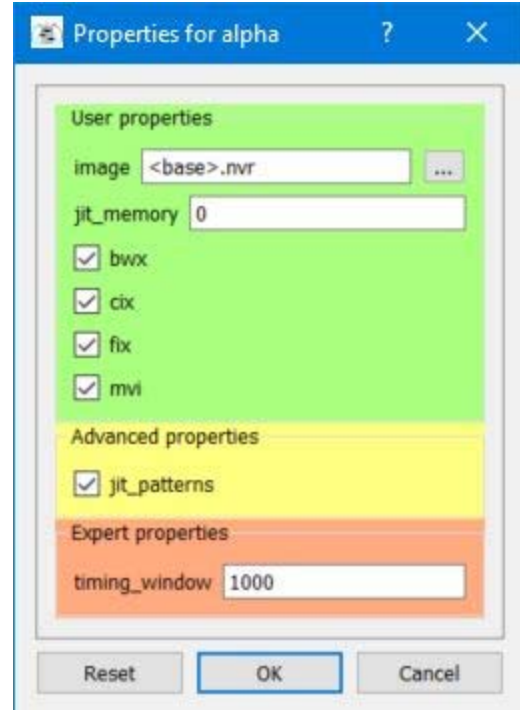 Properties for alpha ? ×
User properties
image <base>.nvr ...
jit_memory 0
bwx
cix
fix
mvi
Advanced properties
jit_patterns
Expert properties
timing_window 1000
Reset OK Cancel